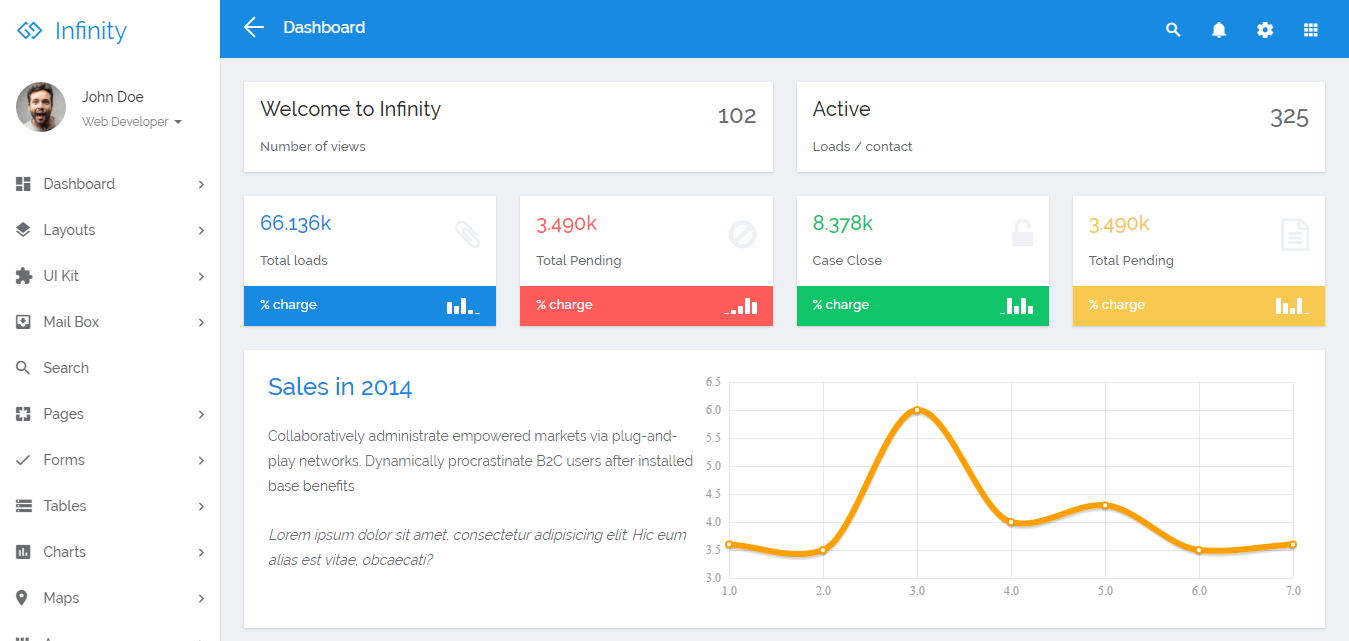 Infinity
Dashboard
John Doe
Web Developer
Dashboard
Layouts
UI Kit
Mail Box
Search
Pages
Forms
Tables
Charts
Maps
Welcome to Infinity
102
Number of views
Active
325
Loads / contact
66.136k
Total loads
% charge
3.490k
Total Pending
% charge
8.378k
Case Close
% charge
3.490k
Total Pending
% charge
Sales in 2014
Collaboratively administrate empowered markets via plug-and-
play networks. Dynamically procrastinate B2C users after installed
base benefits
Lorem ipsum dolor sit amet, consectetur adipisicing elit. Hic eum
alias est vitae, obcaecati?
6.5
6.0
5.5
5.0
4.5
4.0
3.5
3.0
1.0 2.0 3.0 4.0 5.0 6.0 7.0